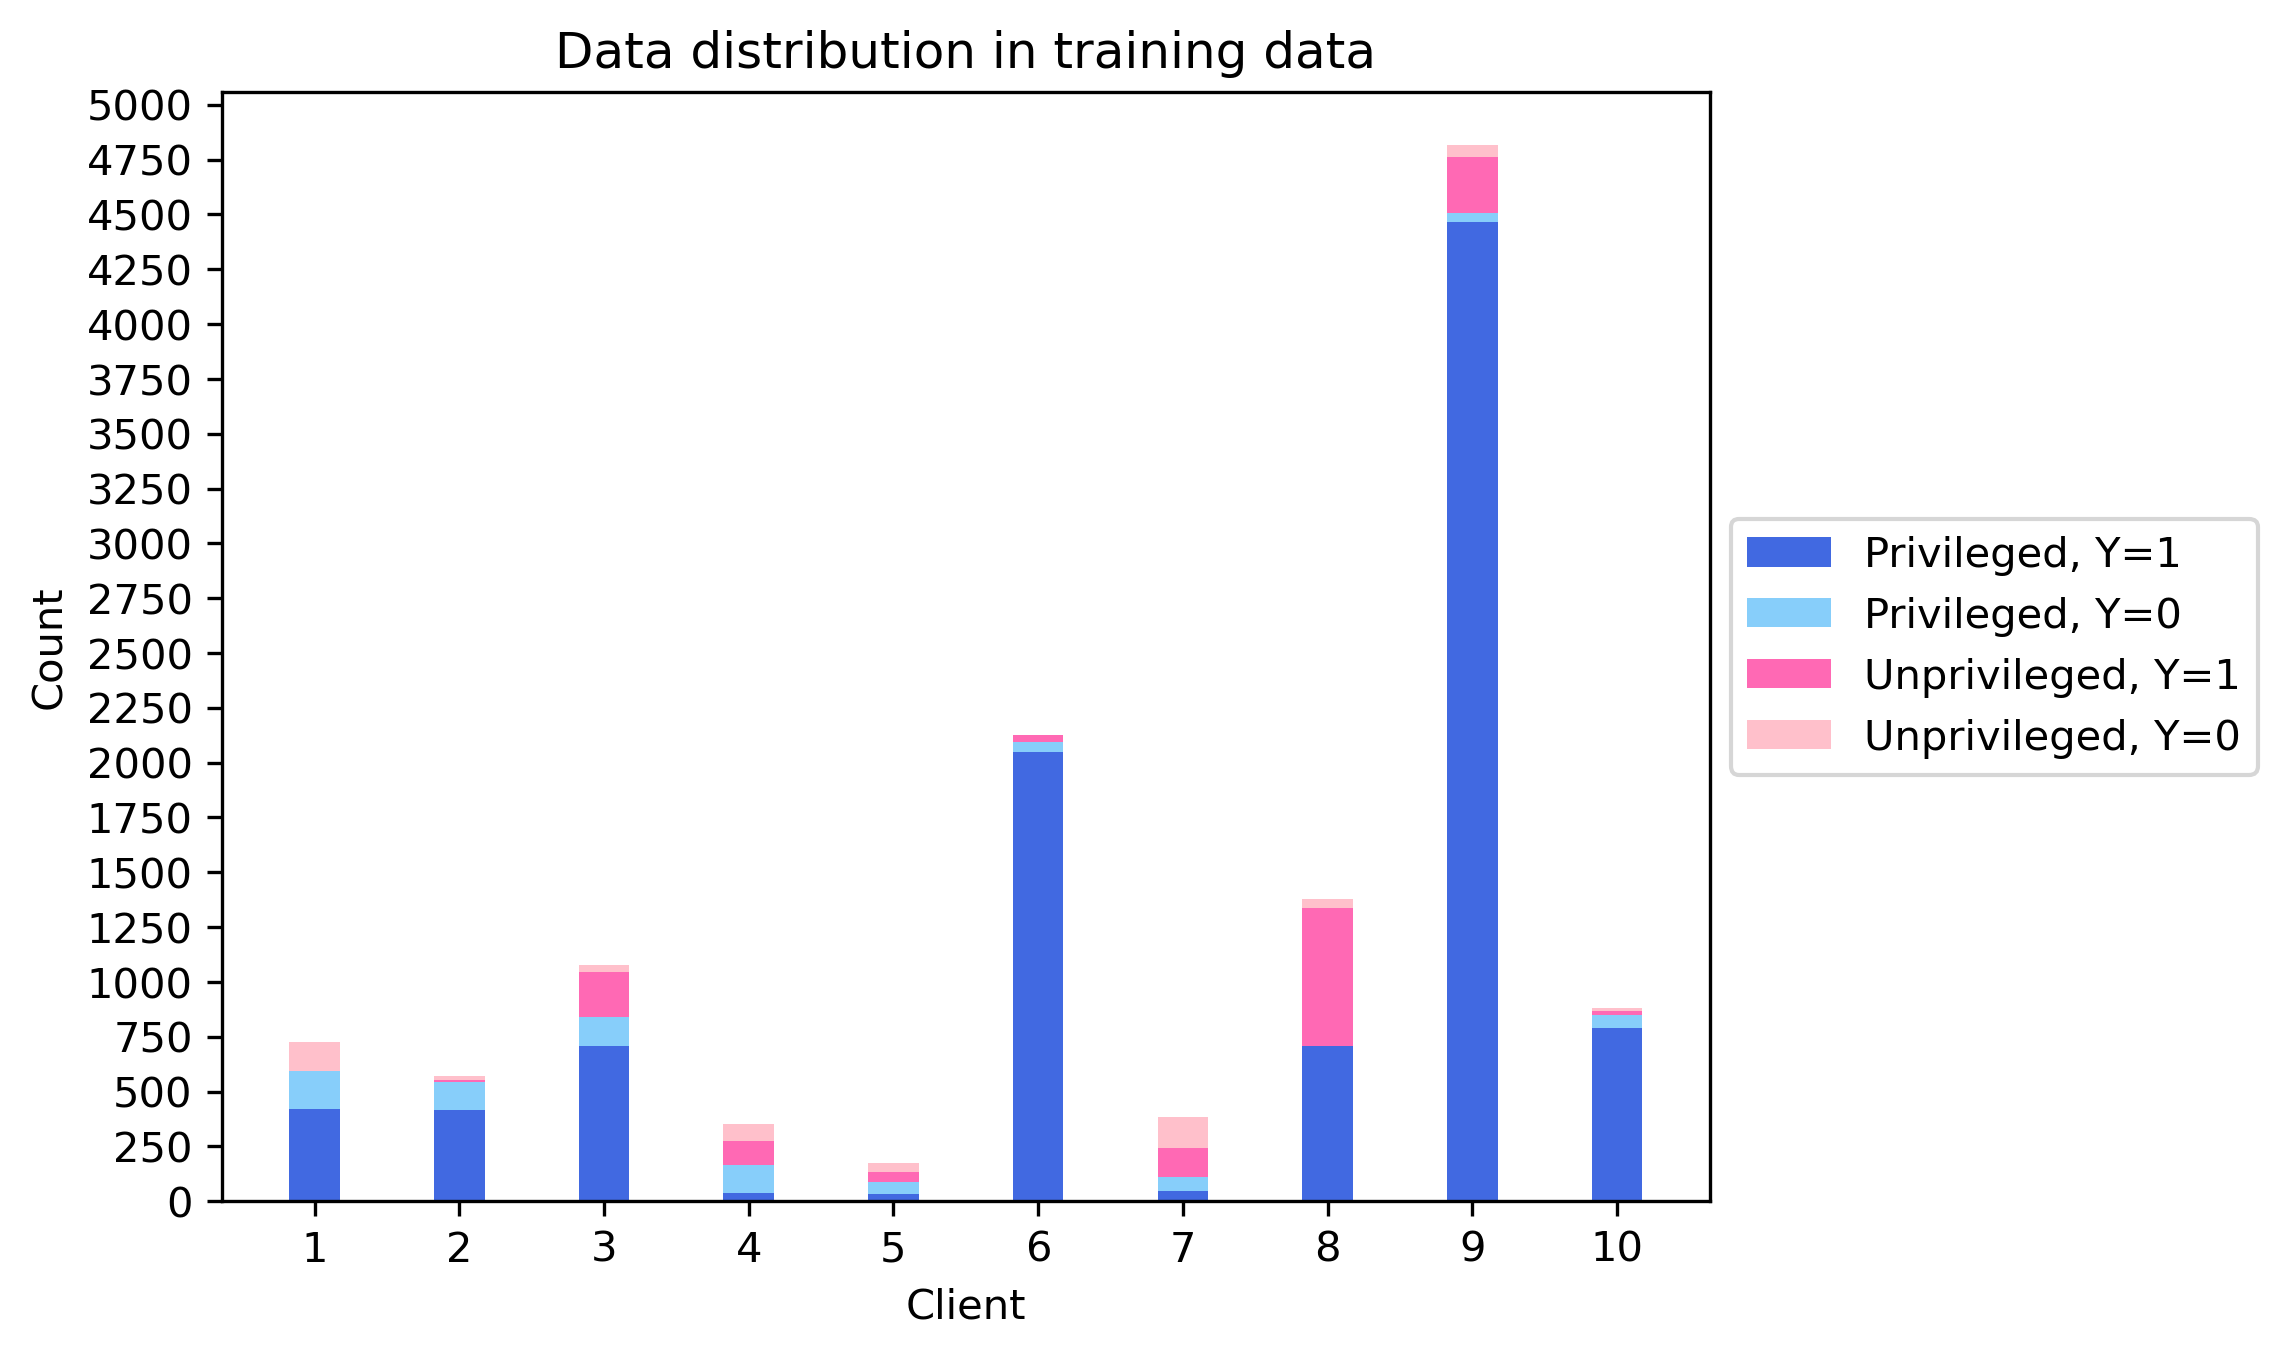 Data distribution in training data
5000
4750
4500
4250
4000
3750
3500
3250
3000
2750
2500
2250
2000
1750
1500
1250
1000
750
500
250
0
Count
1 2 3 4 5 6 7 8 9 10
Client
Privileged, Y=1
Privileged, Y=0
Unprivileged, Y=1
Unprivileged, Y=0